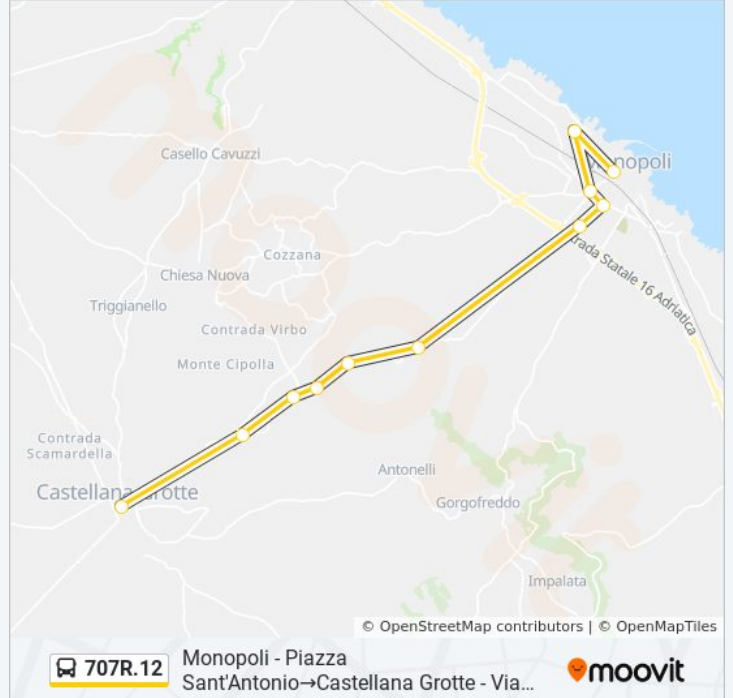 Casello Cavuzzi
Monopoli
Cozzana
Strada Statale 16 Adriatica
Chiesa Nuova
Triggianello
Contrada Virbo
Monte Cipolla
Contrada
Scamardella
Castellana Grotte
Antonelli
Gorgofreddo
Impalata
© OpenStreetMap contributors | © OpenMapTiles
707R.12
Monopoli - Piazza
Sant'Antonio→Castellana Grotte - Via...
moovit